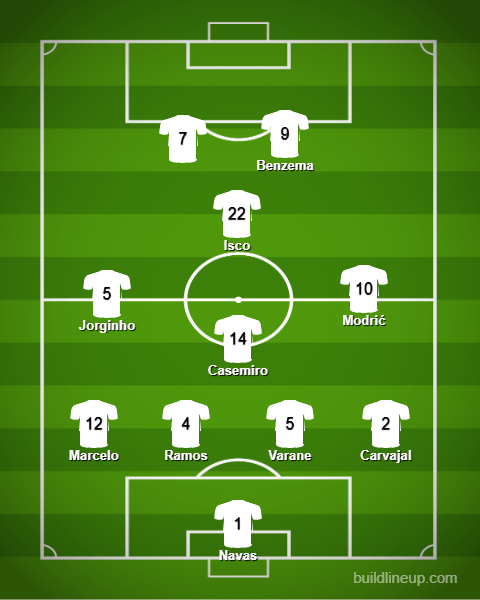 7
9
Benzema
22
Isco
5
Jorginho
10
Modrić
14
Casemiro
12
Marcelo
4
Ramos
5
Varane
2
Carvajal
1
Navas
buildlineup.com